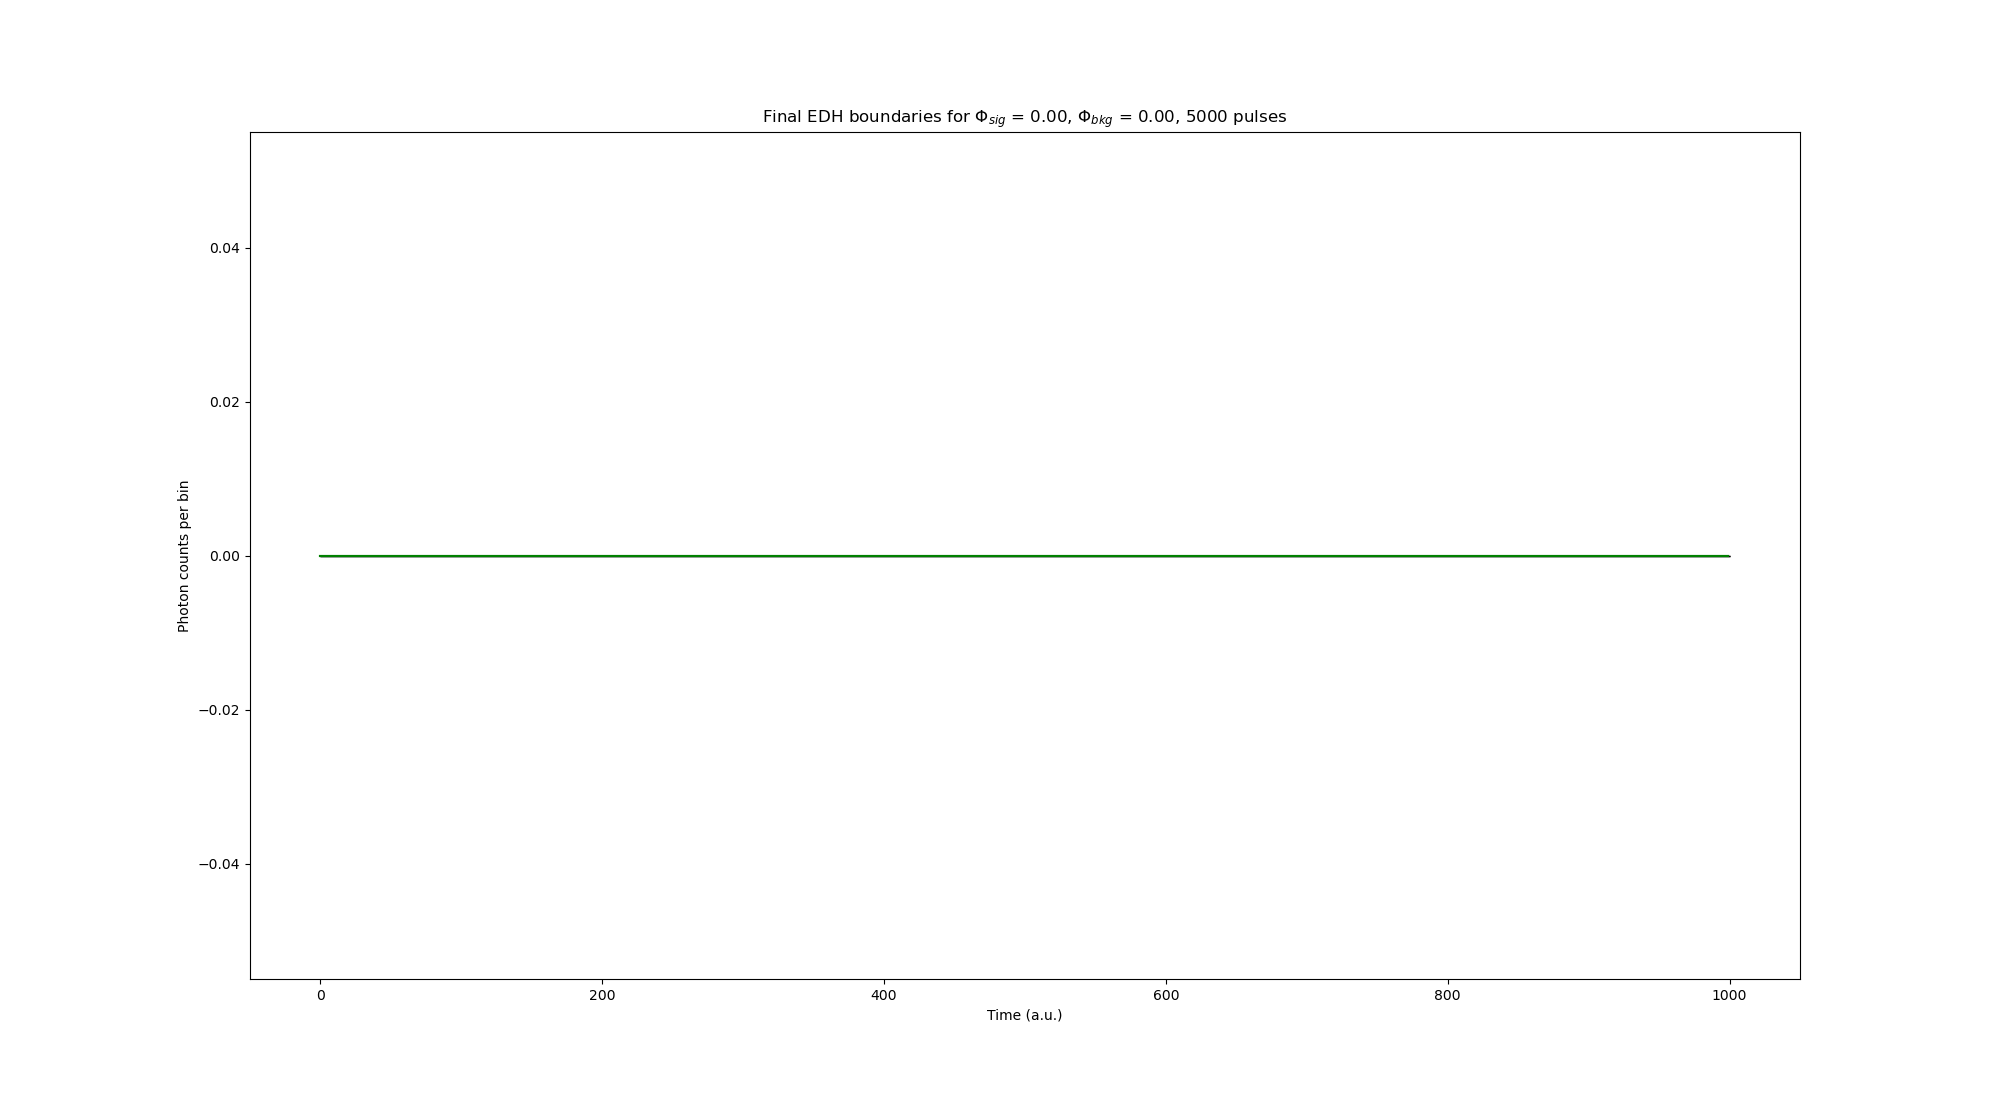 Final EDH boundaries for Φsig = 0.00, Φbkg = 0.00, 5000 pulses
0.04
0.02
0.00
−0.02
−0.04
Photon counts per bin
0 200 400 600 800 1000
Time (a.u.)